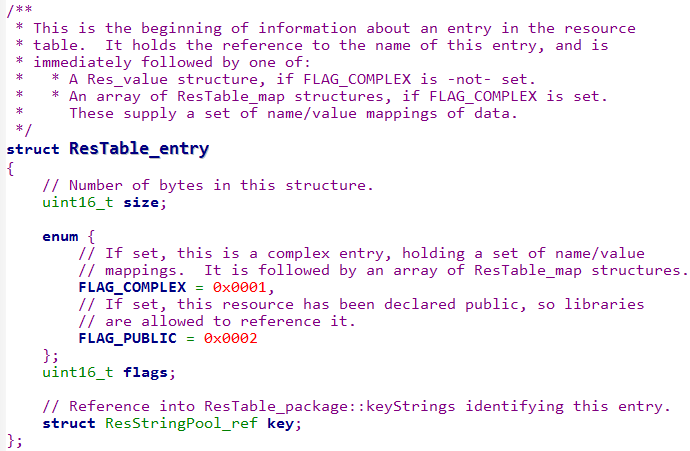 /**
 * This is the beginning of information about an entry in the resource
 * table.  It holds the reference to the name of this entry, and is
 * immediately followed by one of:
 *   * A Res_value structure, if FLAG_COMPLEX is -not- set.
 *   * An array of ResTable_map structures, if FLAG_COMPLEX is set.
 *     These supply a set of name/value mappings of data.
 */
struct ResTable_entry
{
    // Number of bytes in this structure.
    uint16_t size;

    enum {
        // If set, this is a complex entry, holding a set of name/value
        // mappings.  It is followed by an array of ResTable_map structures.
        FLAG_COMPLEX = 0x0001,
        // If set, this resource has been declared public, so libraries
        // are allowed to reference it.
        FLAG_PUBLIC = 0x0002
    };
    uint16_t flags;

    // Reference into ResTable_package::keyStrings identifying this entry.
    struct ResStringPool_ref key;
};